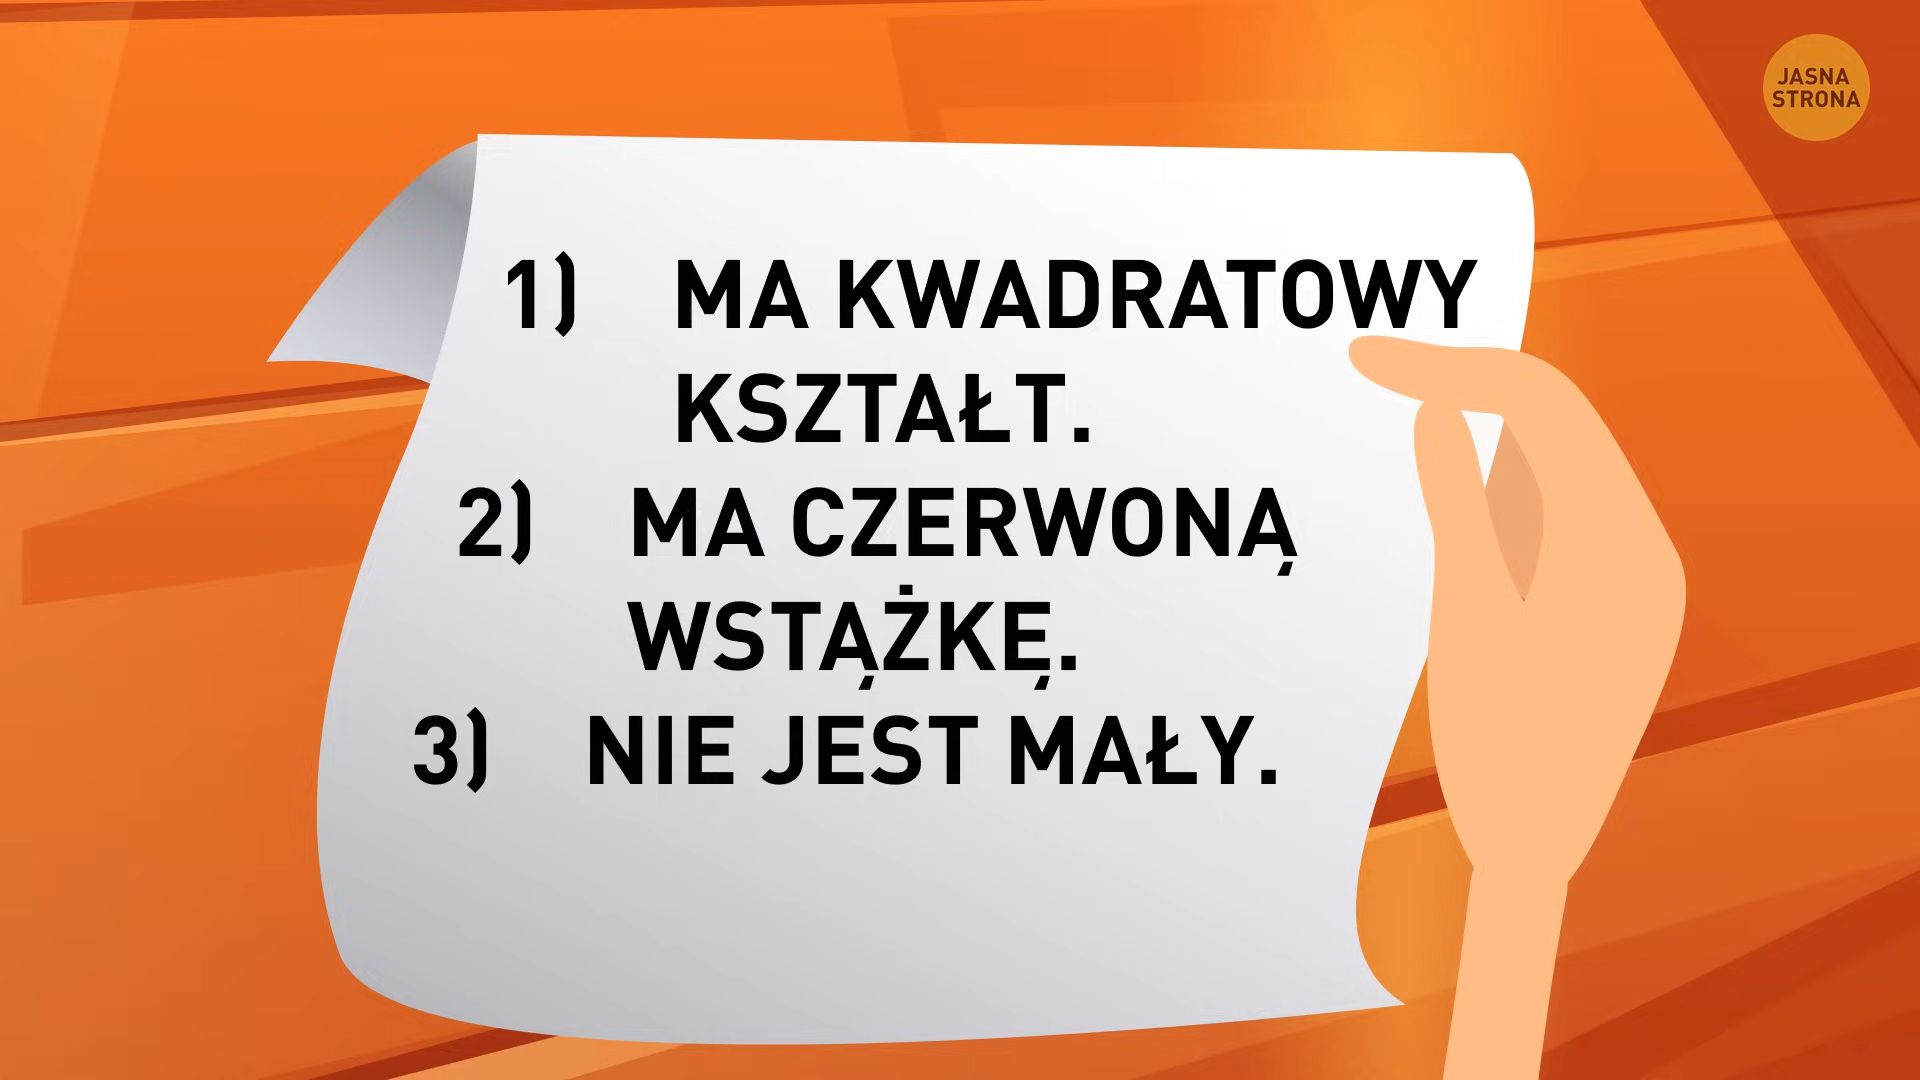 JASNA
STRONA
1) MA KWADRATOWY
KSZTAŁT.
2) MA CZERWONĄ
WSTĄŻKĘ.
3) NIE JEST MAŁY.